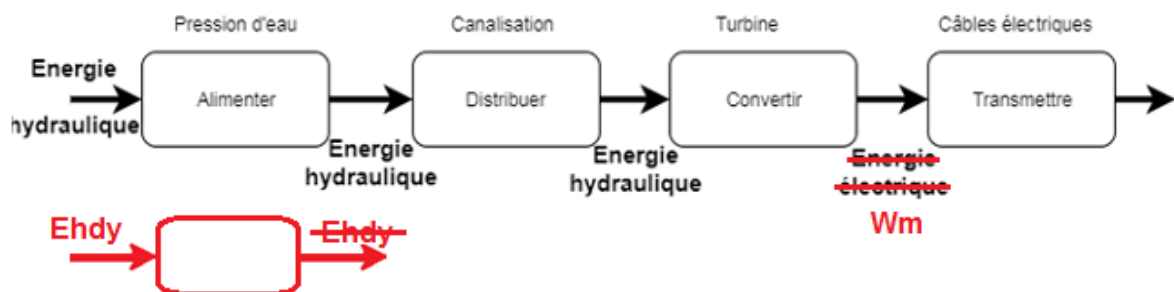 Pression d'eau
Canalisation
Turbine
Câbles électriques
Energie
hydraulique
Alimenter
Energie
hydraulique
Distribuer
Energie
hydraulique
Convertir
Energie
électrique
Wm
Transmettre
Ehdy
Ehdy